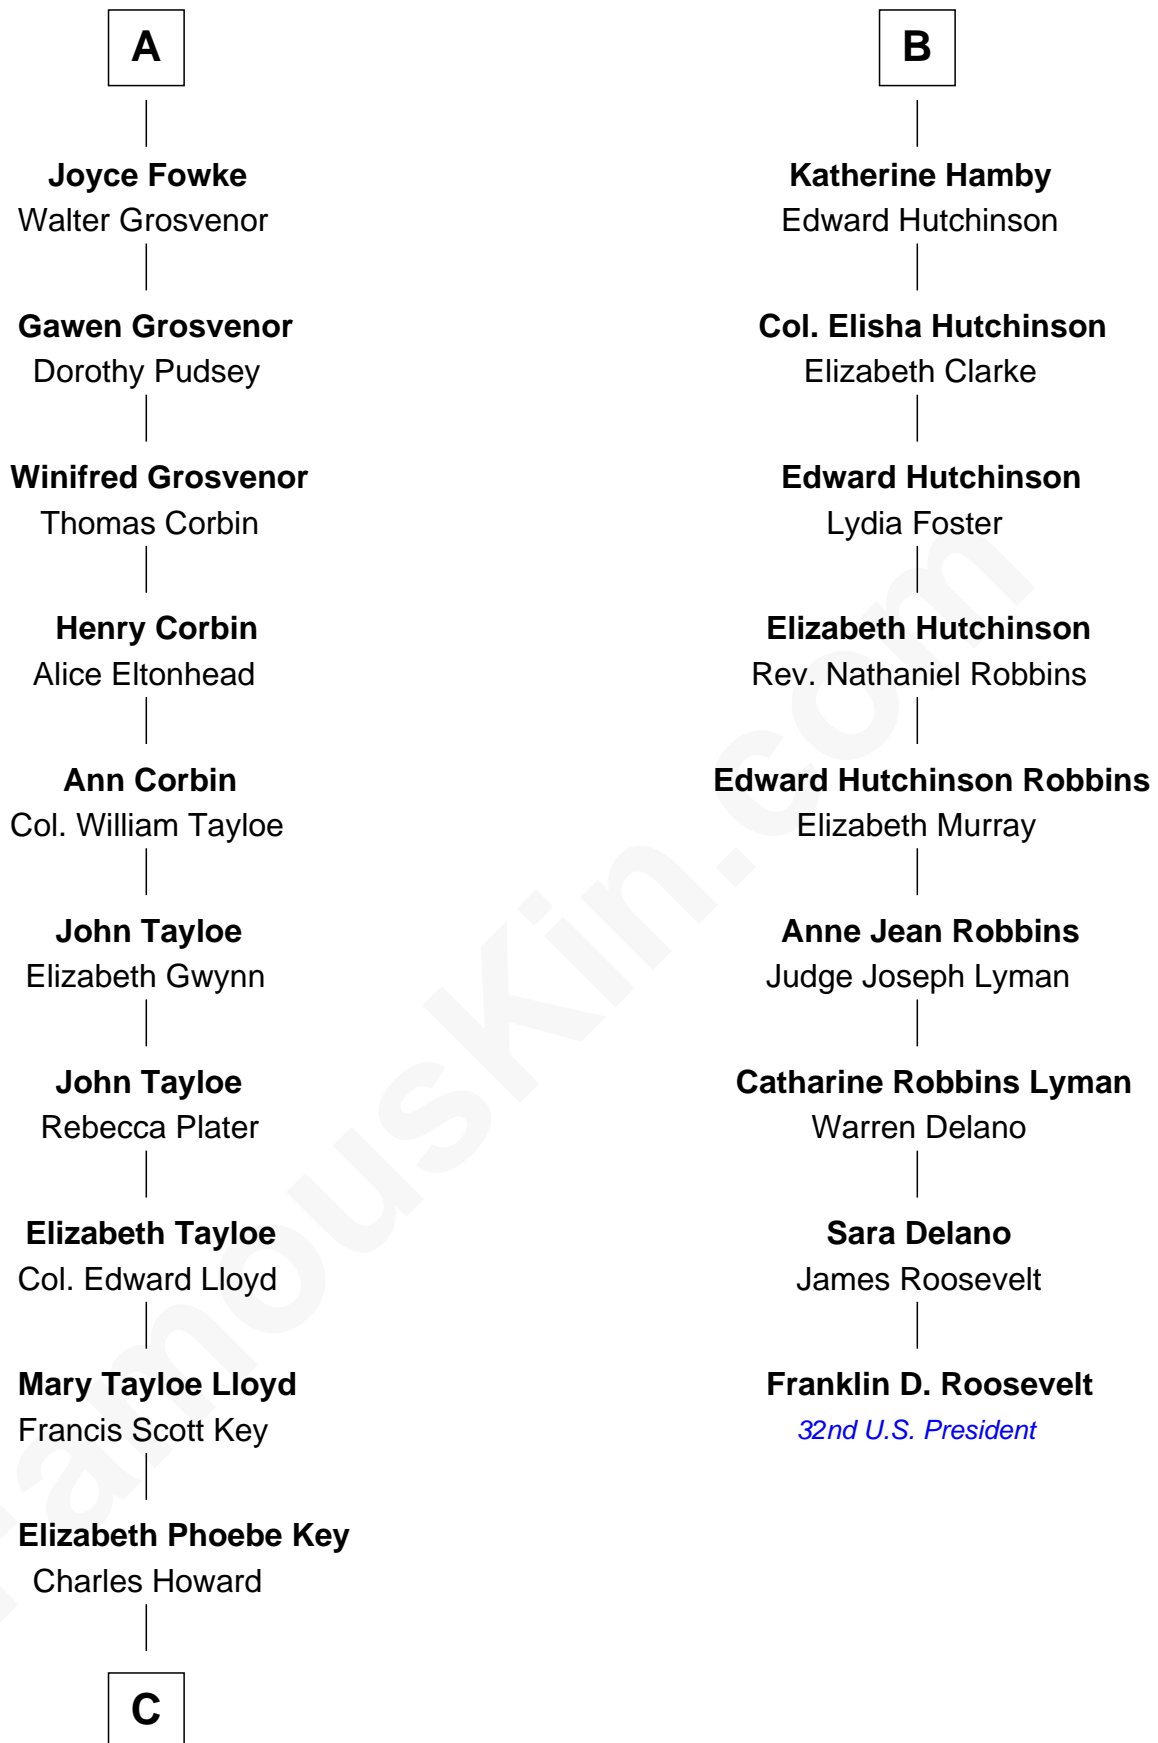 A
Joyce Fowke
Walter Grosvenor
Gawen Grosvenor
Dorothy Pudsey
Winifred Grosvenor
Thomas Corbin
Henry Corbin
Alice Eltonhead
Ann Corbin
Col. William Tayloe
John Tayloe
Elizabeth Gwynn
John Tayloe
Rebecca Plater
Elizabeth Tayloe
Col. Edward Lloyd
Mary Tayloe Lloyd
Francis Scott Key
Elizabeth Phoebe Key
Charles Howard
C
B
Katherine Hamby
Edward Hutchinson
Col. Elisha Hutchinson
Elizabeth Clarke
Edward Hutchinson
Lydia Foster
Elizabeth Hutchinson
Rev. Nathaniel Robbins
Edward Hutchinson Robbins
Elizabeth Murray
Anne Jean Robbins
Judge Joseph Lyman
Catharine Robbins Lyman
Warren Delano
Sara Delano
James Roosevelt
Franklin D. Roosevelt
32nd U.S. President
FamousKin.com